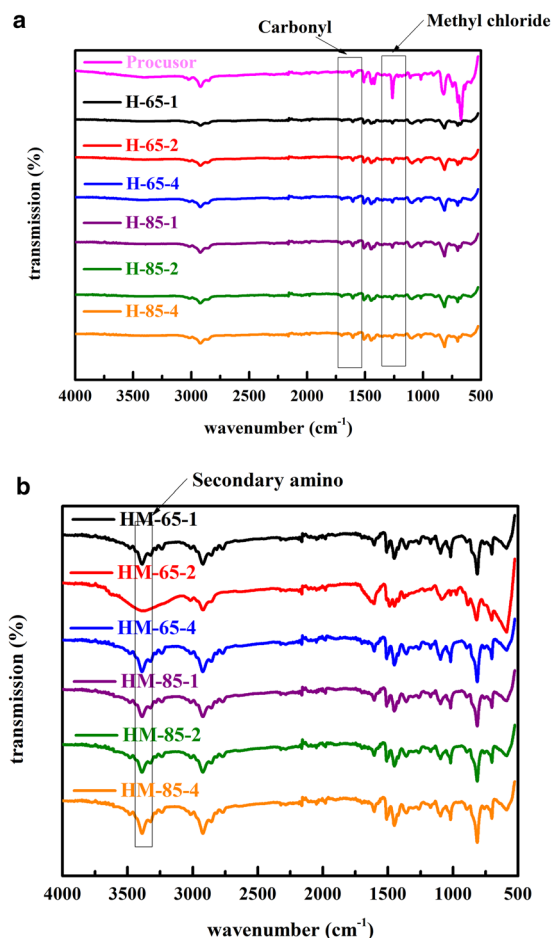 a
Carbonyl
Methyl chloride
Procusor
H-65-1
H-65-2
H-65-4
H-85-1
H-85-2
H-85-4
transmission (%)
4000 3500 3000 2500 2000 1500 1000 500
wavenumber (cm-1)
b
Secondary amino
HM-65-1
HM-65-2
HM-65-4
HM-85-1
HM-85-2
HM-85-4
transmission (%)
4000 3500 3000 2500 2000 1500 1000 500
wavenumber (cm-1)